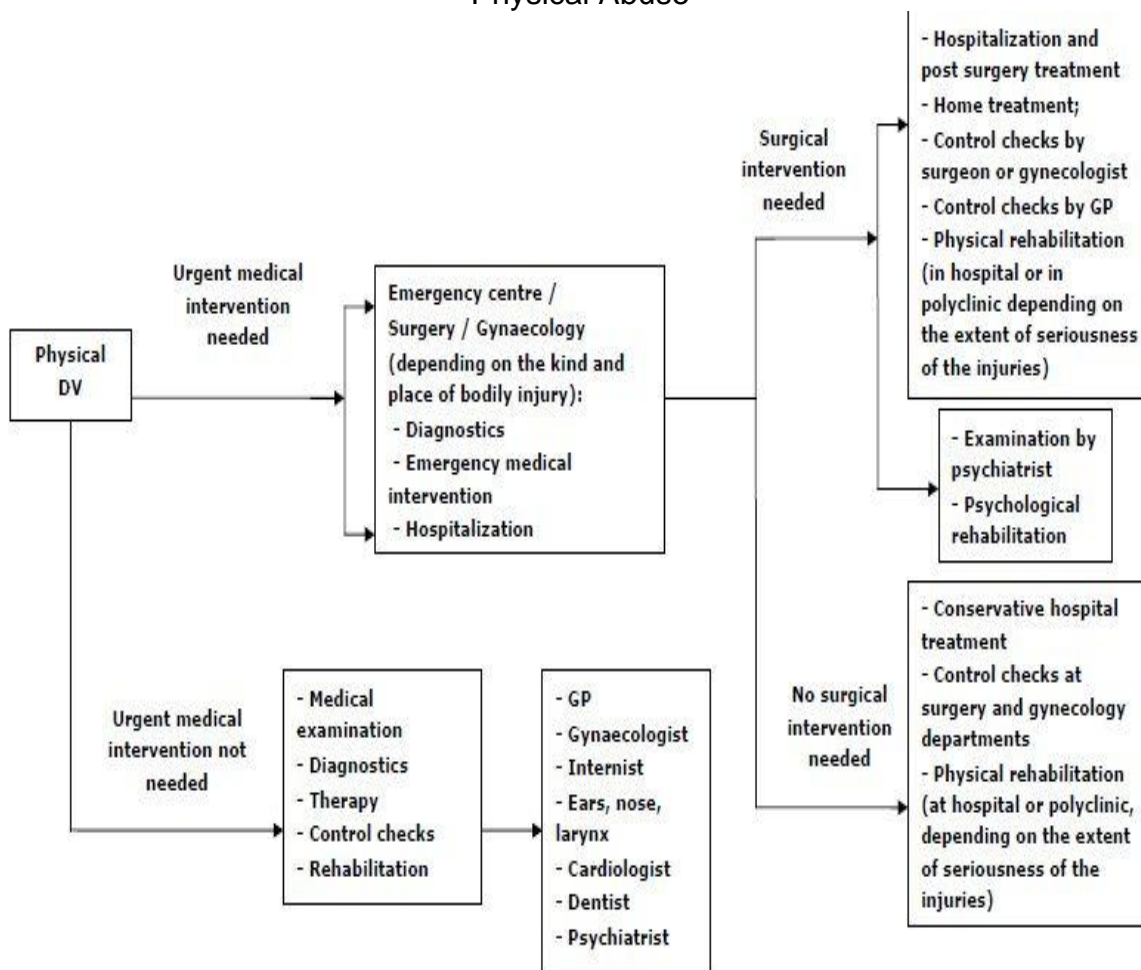 Physical Abuse
- Hospitalization and
post surgery treatment
- Home treatment;
- Control checks by
surgeon or gynecologist
- Control checks by GP
- Physical rehabilitation
(in hospital or in
polyclinic depending on
the extent of seriousness
of the injuries)
Surgical
intervention
needed
Urgent medical
intervention
needed
Emergency centre /
Surgery / Gynaecology
(depending on the kind and
place of bodily injury):
- Diagnostics
- Emergency medical
intervention
- Hospitalization
Physical
DV
- Examination by
psychiatrist
- Psychological
rehabilitation
- Conservative hospital
treatment
- Control checks at
surgery and gynecology
departments
- Physical rehabilitation
(at hospital or polyclinic,
depending on the extent
of seriousness of the
injuries)
No surgical
intervention
needed
Urgent medical
intervention not
needed
- Medical
examination
- Diagnostics
- Therapy
- Control checks
- Rehabilitation
- GP
- Gynaecologist
- Internist
- Ears, nose,
larynx
- Cardiologist
- Dentist
- Psychiatrist